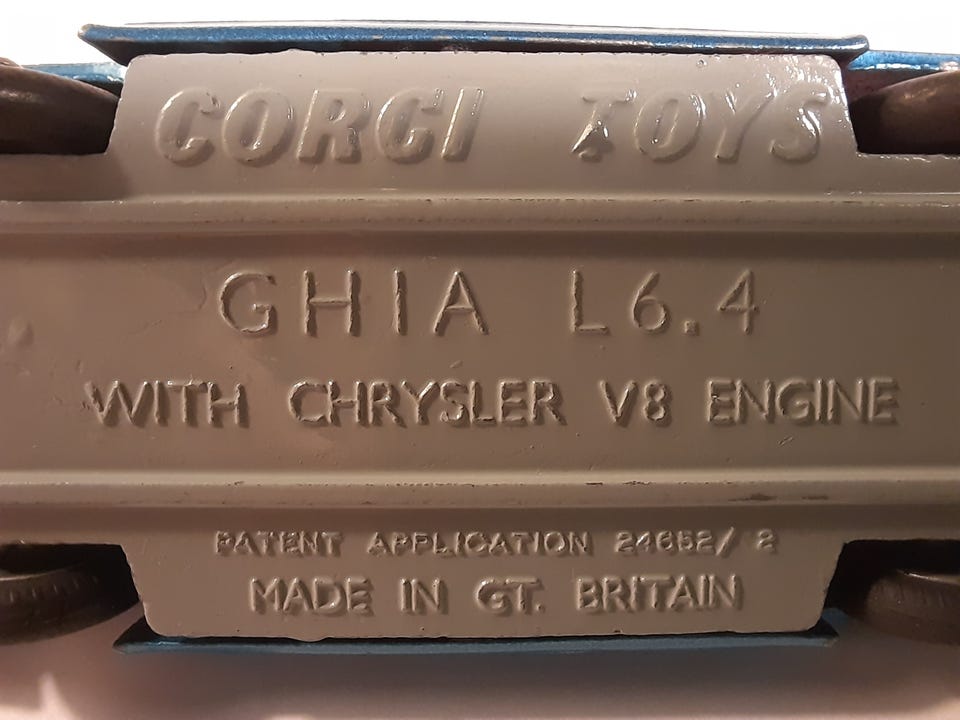 CORGI TOYS
GHIA L6.4
WITH CHRYSLER V8 ENGINE
PATENT APPLICATION 24652/ 2
MADE IN GT. BRITAIN